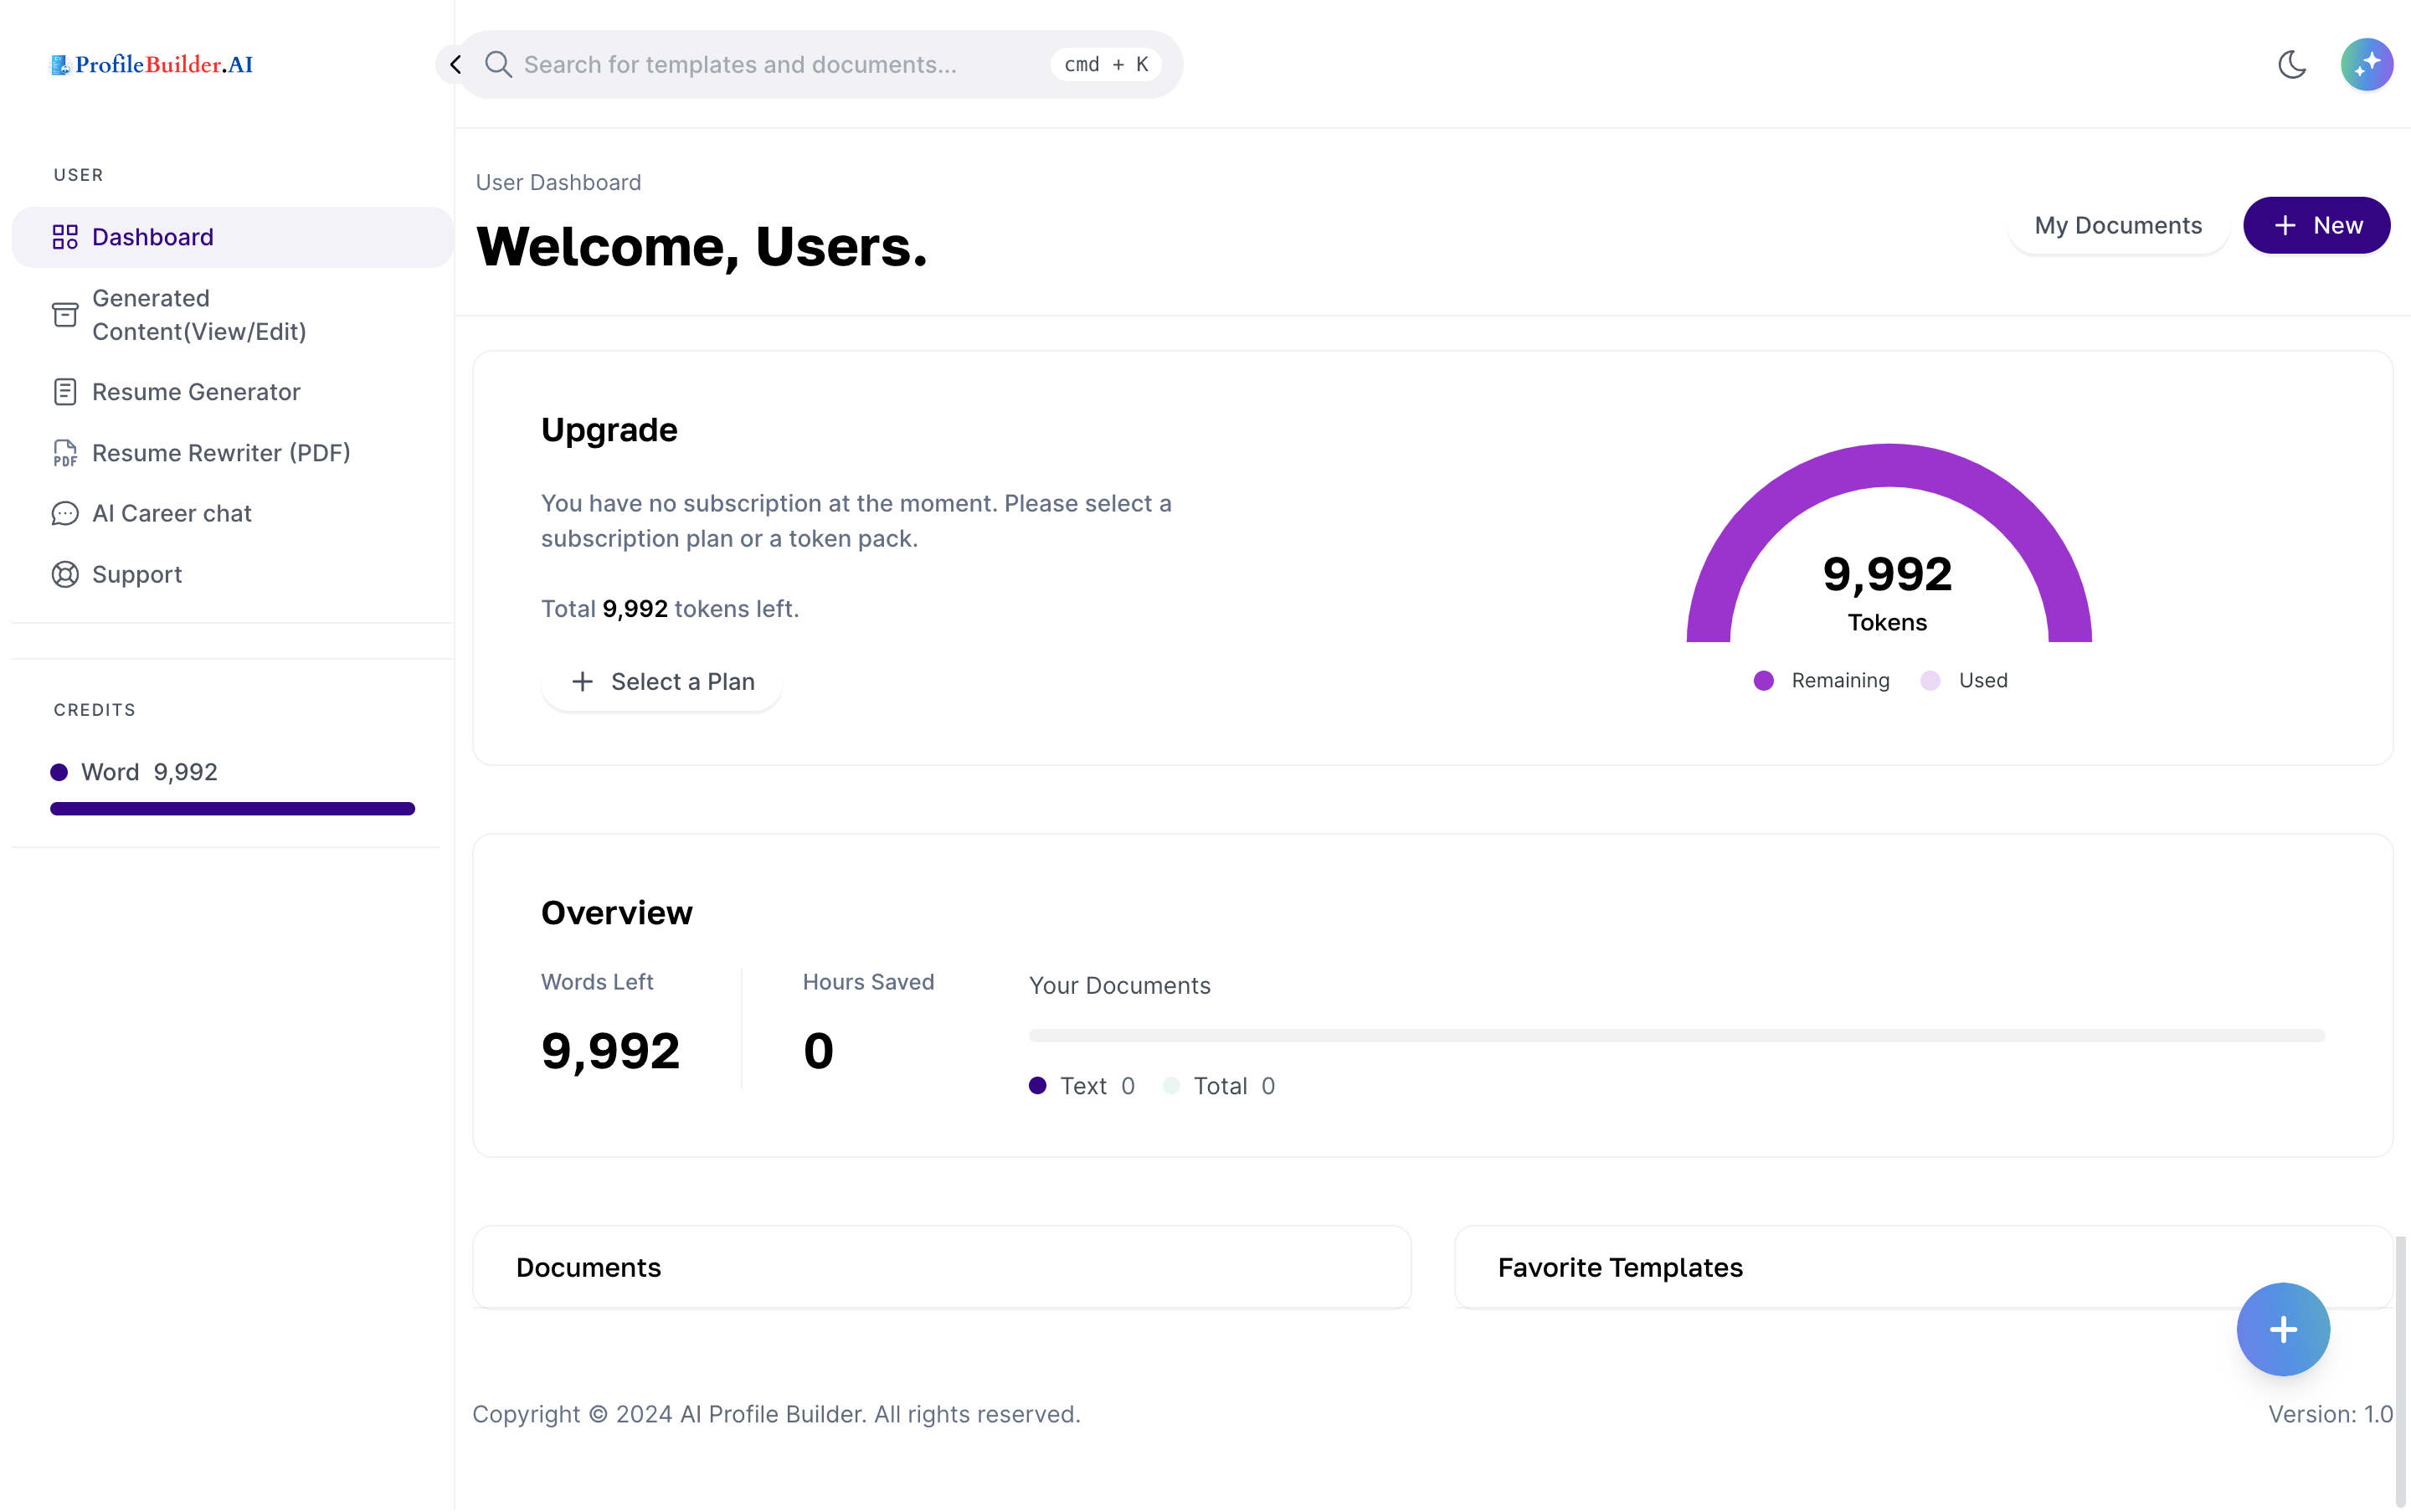 ProfileBuilder.AI
Search for templates and documents...
cmd + K
USER
Dashboard
Generated
Content(View/Edit)
Resume Generator
PDF
Resume Rewriter (PDF)
AI Career chat
Support
CREDITS
Word 9,992
User Dashboard
Welcome, Users.
My Documents
New
Upgrade
You have no subscription at the moment. Please select a
subscription plan or a token pack.
Total 9,992 tokens left.
Select a Plan
9,992
Tokens
Remaining Used
Overview
Words Left
9,992
Hours Saved
0
Your Documents
Text 0 Total 0
Documents
Favorite Templates
Copyright © 2024 AI Profile Builder. All rights reserved.
Version: 1.0